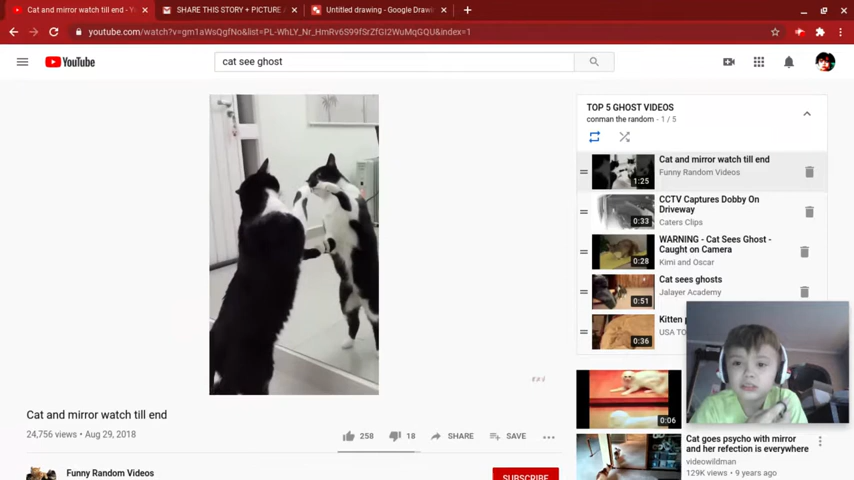 Cat and mirror watch till end - Y
SHARE THIS STORY + PICTURE
Untitled drawing - Google Drawi
youtube.com/watch?v=gm1aWsQgfNo&list=PL-WhLY_Nr_HmRv6S99fSrZfGI2WuMqGQU&index=1
YouTube
cat see ghost
TOP 5 GHOST VIDEOS
conman the random - 1 / 5
Cat and mirror watch till end
Funny Random Videos
1:25
CCTV Captures Dobby On
Driveway
Caters Clips
0:33
WARNING - Cat Sees Ghost -
Caught on Camera
Kimi and Oscar
0:28
Cat sees ghosts
Jalayer Academy
0:51
Kitten p
USA TO
0:36
Cat and mirror watch till end
24,756 views • Aug 29, 2018
258
18
SHARE
SAVE
Funny Random Videos
SUBSCRIBE
0:06
Cat goes psycho with mirror
and her refection is everywhere
videowildman
129K views • 9 years ago